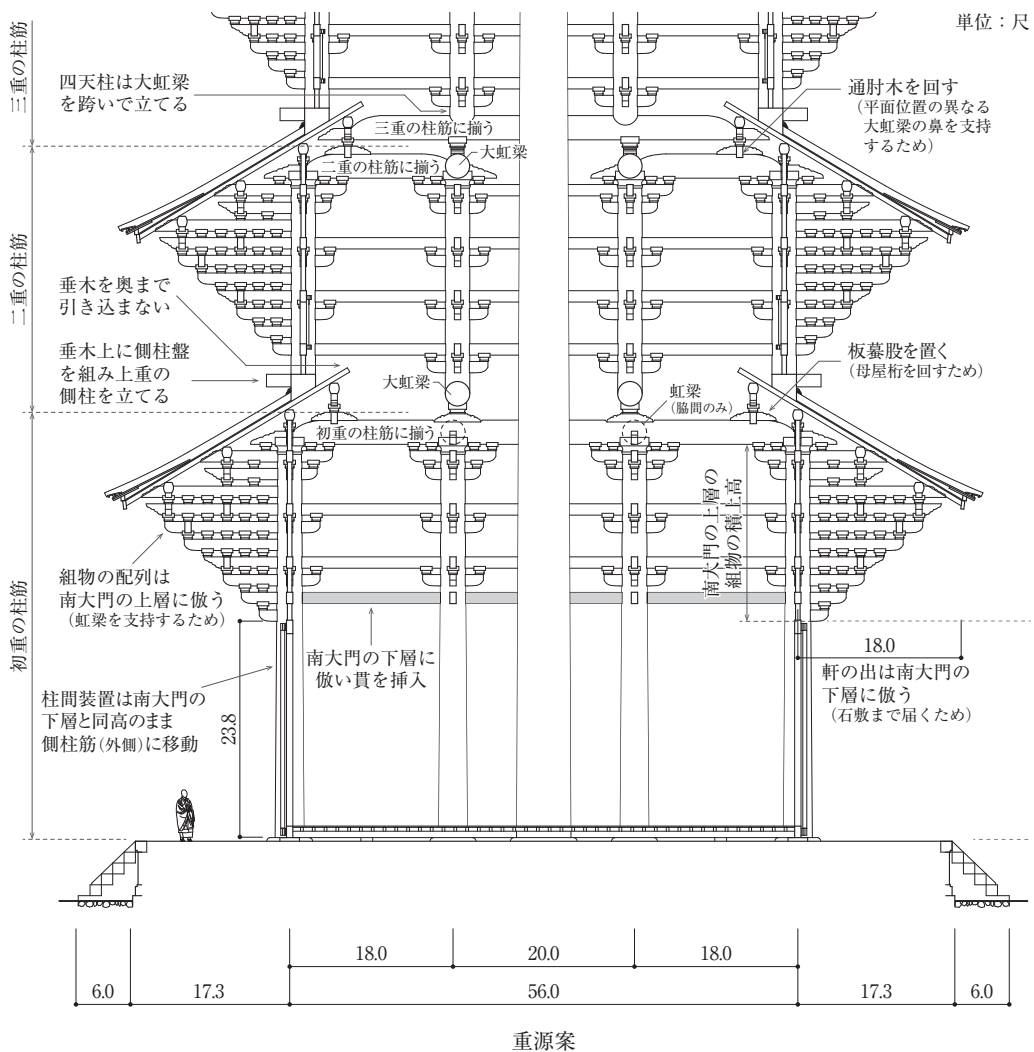 単位：尺
三重の柱筋
四天柱は大虹梁
を跨いで立てる
三重の柱筋に揃う
大虹梁
二重の柱筋に揃う
通肘木を回す
（平面位置の異なる
大虹梁の鼻を支持
するため）
二重の柱筋
垂木を奥まで
引き込まない
垂木上に側柱盤
を組み上重の
側柱を立てる
大虹梁
虹梁
（脇間のみ）
板蟇股を置く
（母屋桁を回すため）
初重の柱筋に揃う
南大門の上層の
組物の積上高
初重の柱筋
組物の配列は
南大門の上層に倣う
（虹梁を支持するため）
南大門の下層に
倣い貫を挿入
柱間装置は南大門の
下層と同高のまま
側柱筋（外側）に移動
23.8
18.0
軒の出は南大門の
下層に倣う
（石敷まで届くため）
18.0
20.0
18.0
6.0
17.3
56.0
17.3
6.0
重源案